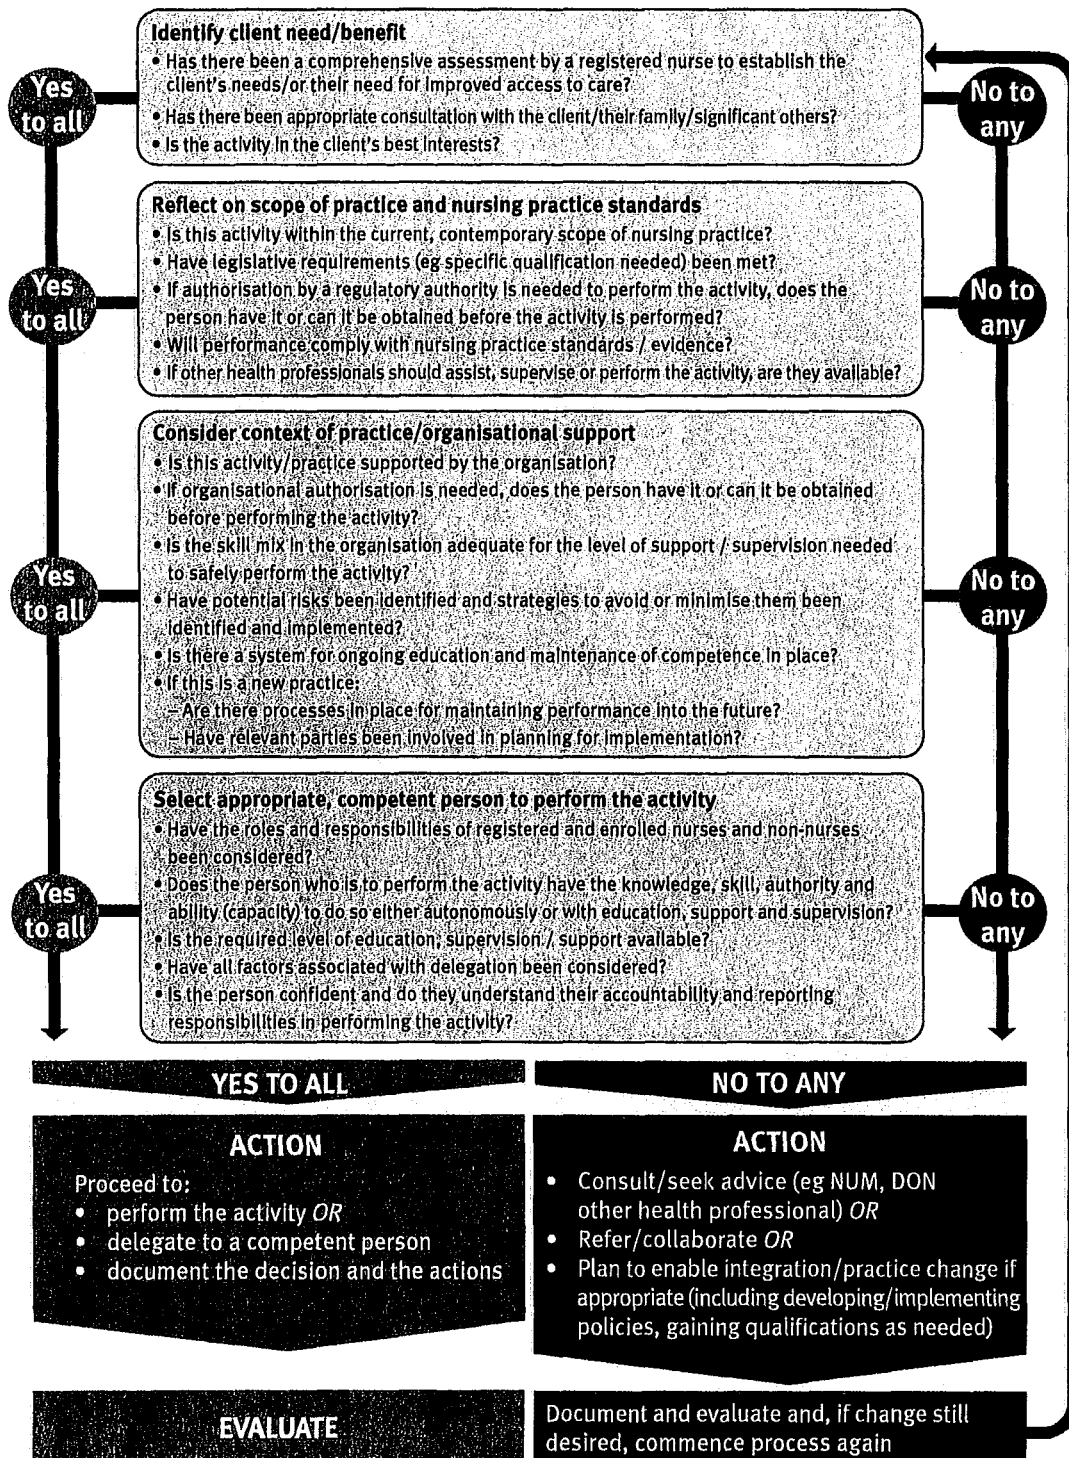 Identify client need/benefit
• Has there been a comprehensive assessment by a registered nurse to establish the
client's needs/or their need for improved access to care?
• Has there been appropriate consultation with the client/their family/significant others?
• Is the activity in the client's best interests?
Yes
to all
No to
any
Reflect on scope of practice and nursing practice standards
• Is this activity within the current, contemporary scope of nursing practice?
• Have legislative requirements (eg specific qualification needed) been met?
• If authorisation by a regulatory authority is needed to perform the activity, does the
person have it or can it be obtained before the activity is performed?
• Will performance comply with nursing practice standards / evidence?
• If other health professionals should assist, supervise or perform the activity, are they available?
Yes
to all
No to
any
Consider context of practice/organisational support
• Is this activity/practice supported by the organisation?
• If organisational authorisation is needed, does the person have it or can it be obtained
before performing the activity?
• Is the skill mix in the organisation adequate for the level of support / supervision needed
to safely perform the activity?
• Have potential risks been identified and strategies to avoid or minimise them been
identified and implemented?
• Is there a system for ongoing education and maintenance of competence in place?
• If this is a new practice:
– Are there processes in place for maintaining performance into the future?
– Have relevant parties been involved in planning for implementation?
Yes
to all
No to
any
Select appropriate, competent person to perform the activity
• Have the roles and responsibilities of registered and enrolled nurses and non-nurses
been considered?
• Does the person who is to perform the activity have the knowledge, skill, authority and
ability (capacity) to do so either autonomously or with education, support and supervision?
• Is the required level of education, supervision / support available?
• Have all factors associated with delegation been considered?
• Is the person confident and do they understand their accountability and reporting
responsibilities in performing the activity?
Yes
to all
No to
any
YES TO ALL
ACTION
Proceed to:
• perform the activity OR
• delegate to a competent person
• document the decision and the actions
EVALUATE
NO TO ANY
ACTION
• Consult/seek advice (eg NUM, DON
other health professional) OR
• Refer/collaborate OR
• Plan to enable integration/practice change if
appropriate (including developing/implementing
policies, gaining qualifications as needed)
Document and evaluate and, if change still
desired, commence process again